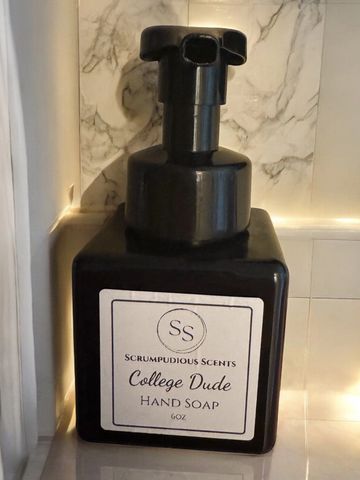 SS
Scrumpudious Scents
College Dude
Hand Soap
6oz